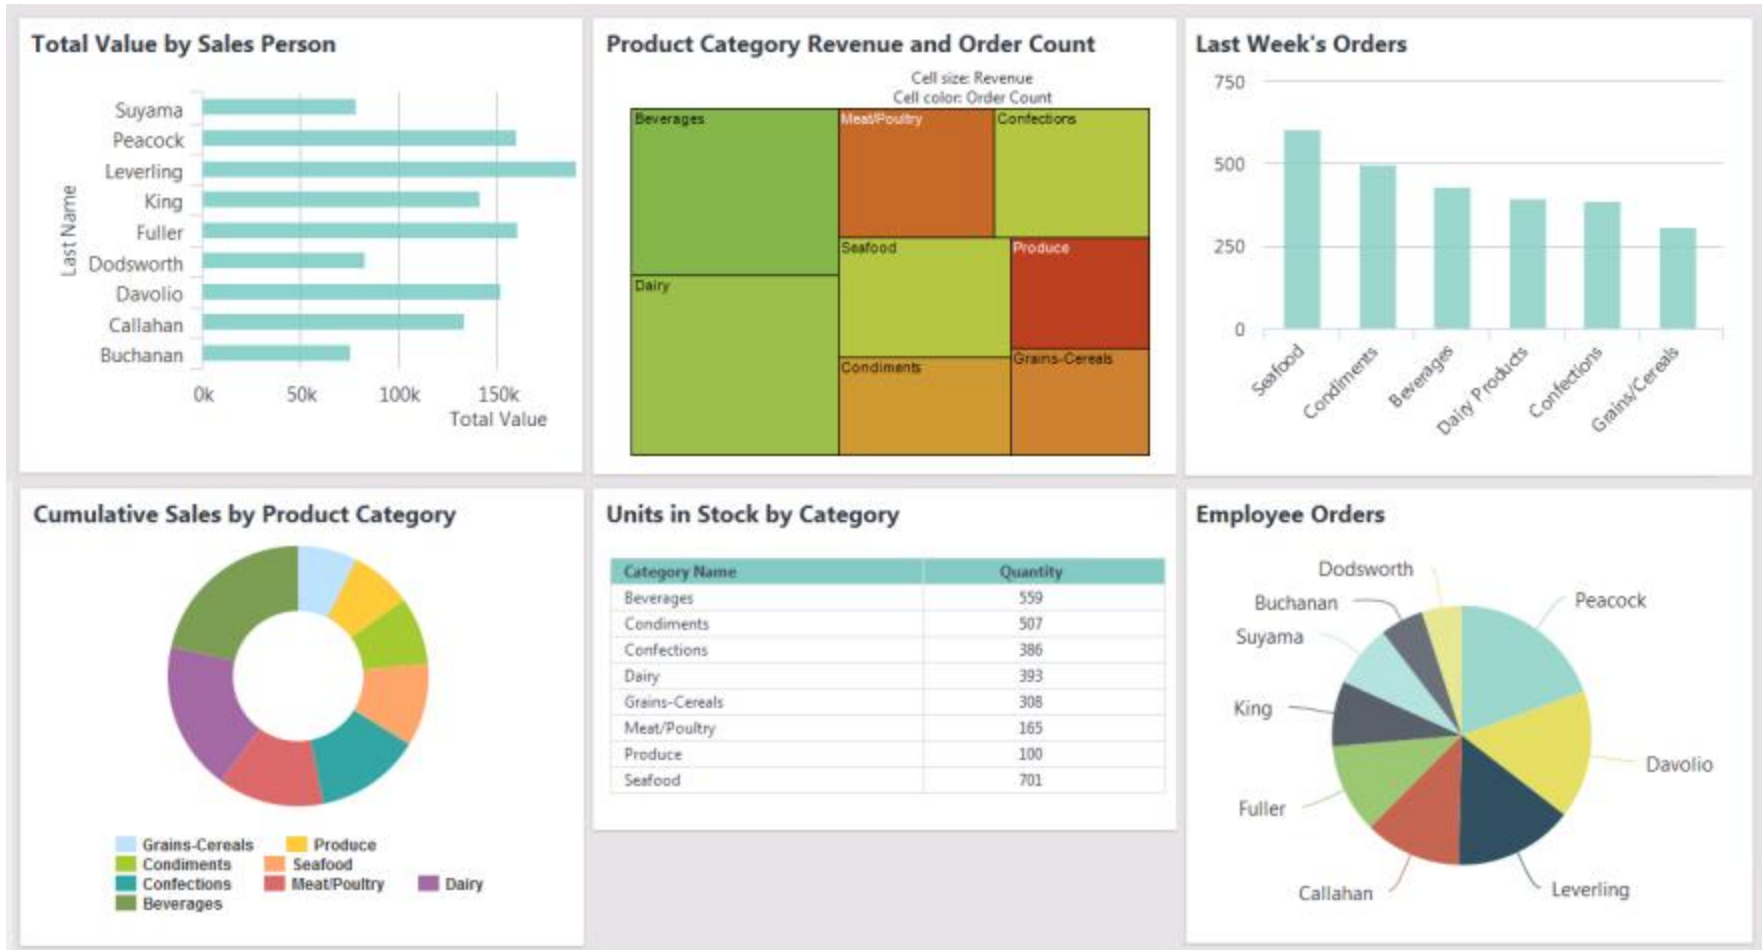 Total Value by Sales Person
Last Name
Suyama
Peacock
Leverling
King
Fuller
Dodsworth
Davolio
Callahan
Buchanan
0k 50k 100k 150k
Total Value
Product Category Revenue and Order Count
Cell size: Revenue
Cell color: Order Count
Beverages
Meat/Poultry
Confections
Seafood
Produce
Dairy
Condiments
Grains-Cereals
Last Week's Orders
750
500
250
0
Seafood
Condiments
Beverages
Dairy Products
Confections
Grains/Cereals
Cumulative Sales by Product Category
Grains-Cereals Produce
Condiments Seafood
Confections Meat/Poultry Dairy
Beverages
Units in Stock by Category
Category Name Quantity
Beverages 559
Condiments 507
Confections 386
Dairy 393
Grains-Cereals 308
Meat/Poultry 165
Produce 100
Seafood 701
Employee Orders
Dodsworth
Peacock
Buchanan
Suyama
King
Davolio
Fuller
Callahan
Leverling